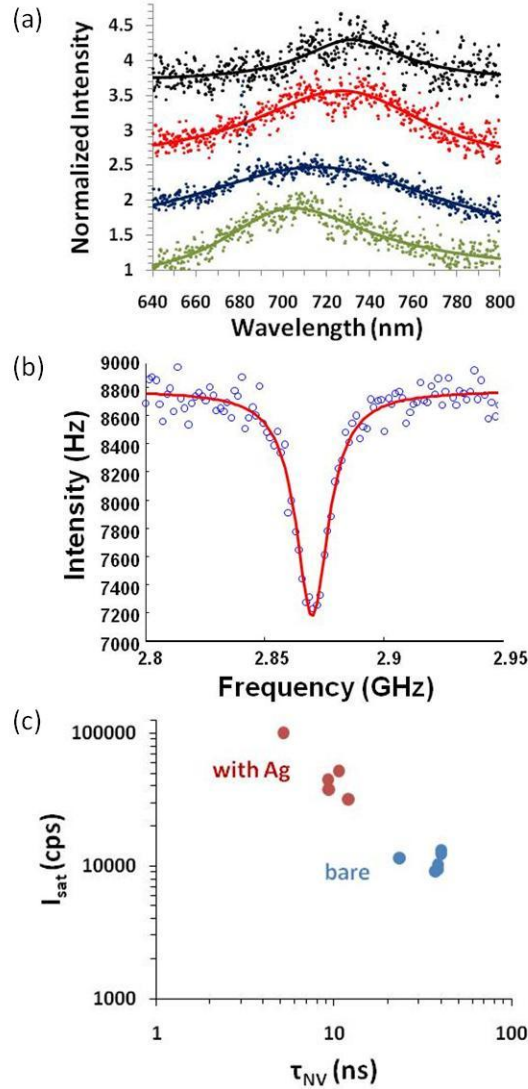 (a)
Normalized Intensity
4.5
4
3.5
3
2.5
2
1.5
1
640 660 680 700 720 740 760 780 800
Wavelength (nm)
(b)
Intensity (Hz)
9000
8800
8600
8400
8200
8000
7800
7600
7400
7200
7000
2.8 2.85 2.9 2.95
Frequency (GHz)
(c)
I_sat (cps)
100000
10000
1000
with Ag
bare
1 10 100
τ_NV (ns)